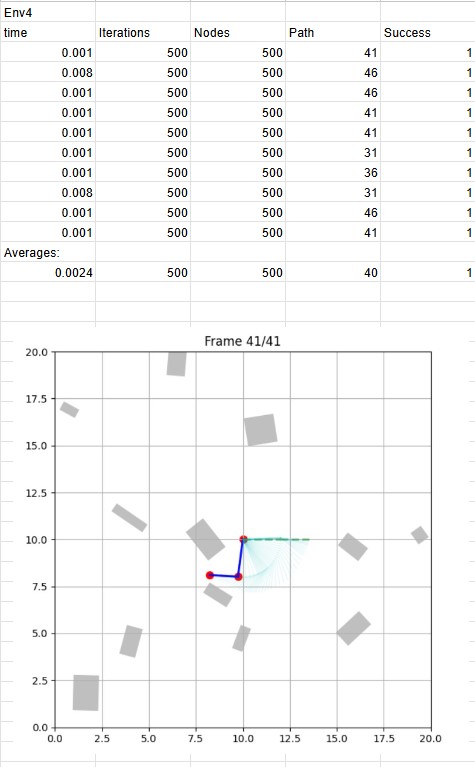 Env4
time Iterations Nodes Path Success
0.001 500 500 41 1
0.008 500 500 46 1
0.001 500 500 46 1
0.001 500 500 41 1
0.001 500 500 41 1
0.001 500 500 31 1
0.001 500 500 36 1
0.008 500 500 31 1
0.001 500 500 46 1
0.001 500 500 41 1
Averages:
0.0024 500 500 40 1
Frame 41/41
20.0
17.5
15.0
12.5
10.0
7.5
5.0
2.5
0.0
0.0 2.5 5.0 7.5 10.0 12.5 15.0 17.5 20.0